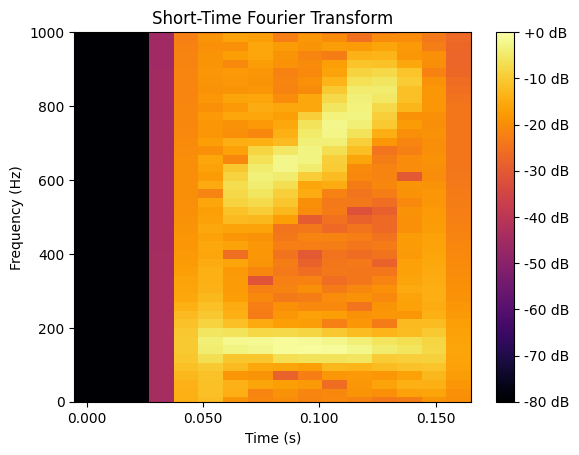 Short-Time Fourier Transform
1000
800
600
400
200
0
Frequency (Hz)
0.000
0.050
0.100
0.150
Time (s)
+0 dB
-10 dB
-20 dB
-30 dB
-40 dB
-50 dB
-60 dB
-70 dB
-80 dB